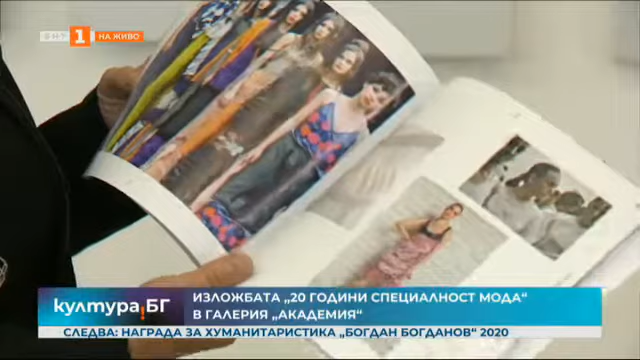 БНТ 1 НА ЖИВО
култура.БГ
ИЗЛОЖБАТА „20 ГОДИНИ СПЕЦИАЛНОСТ МОДА“
В ГАЛЕРИЯ „АКАДЕМИЯ“
СЛЕДВА: НАГРАДА ЗА ХУМАНИТАРИСТИКА „БОГДАН БОГДАНОВ“ 2020